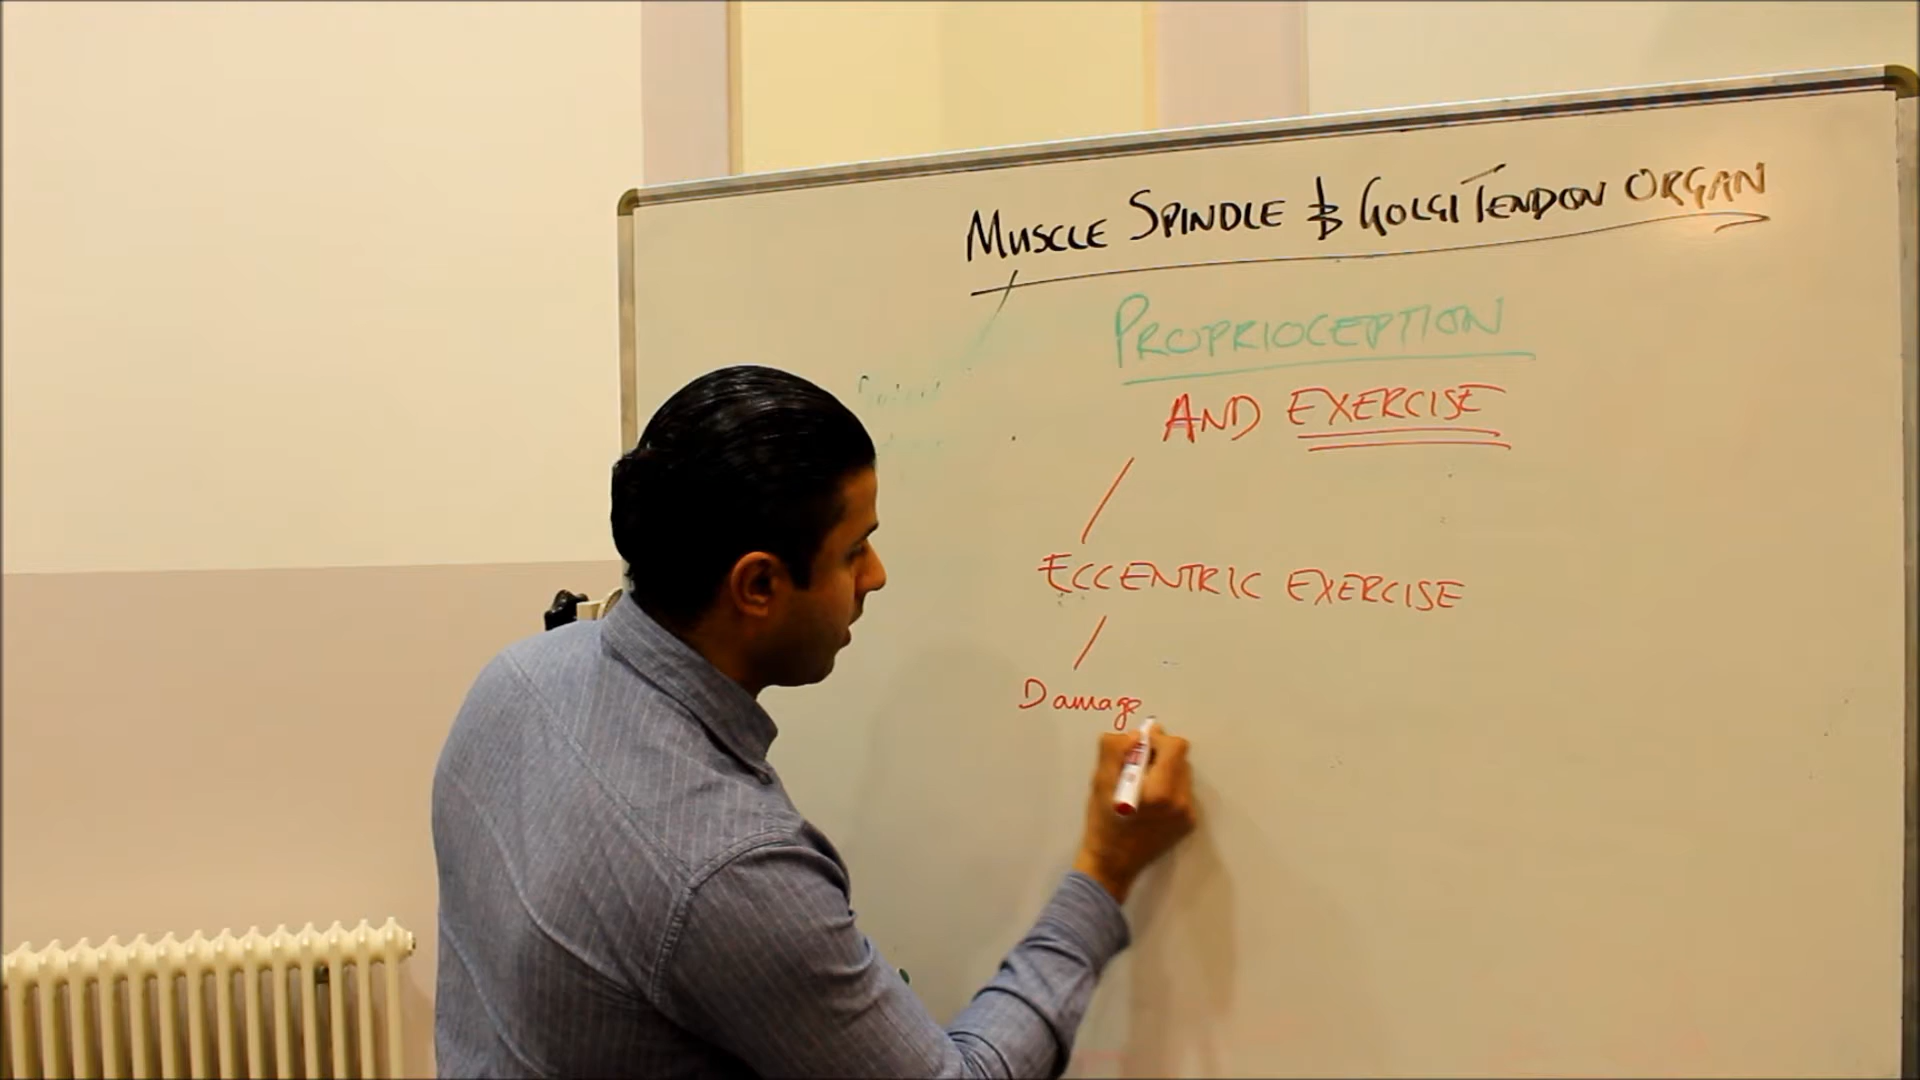 MUSCLE SPINDLE & GOLGI TENDON ORGAN
PROPRIOCEPTION
AND EXERCISE
ECCENTRIC EXERCISE
Damage